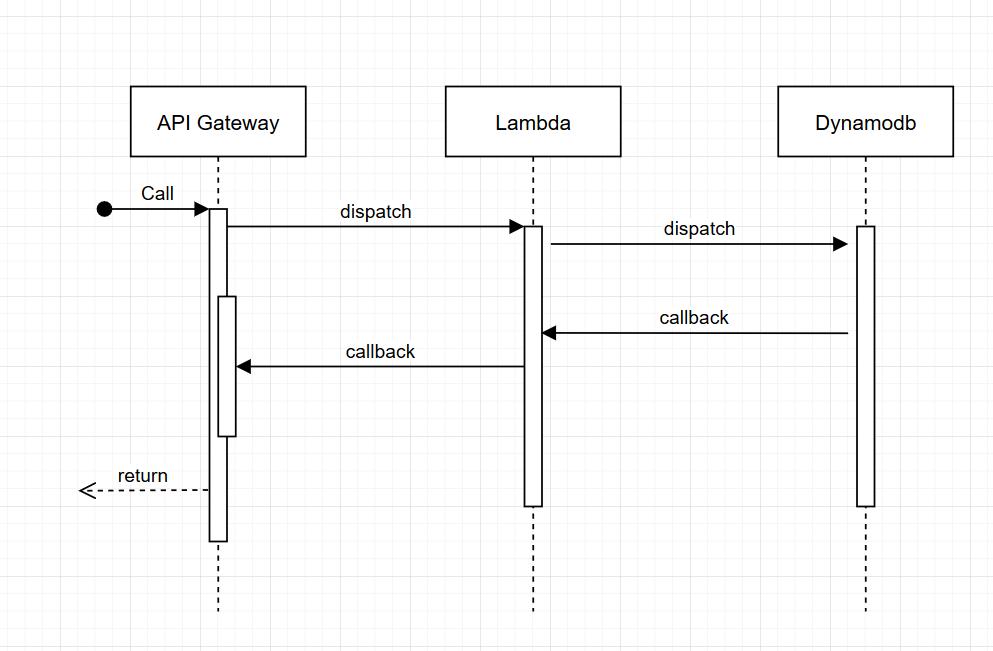 API Gateway
Lambda
Dynamodb
Call
dispatch
dispatch
callback
callback
return